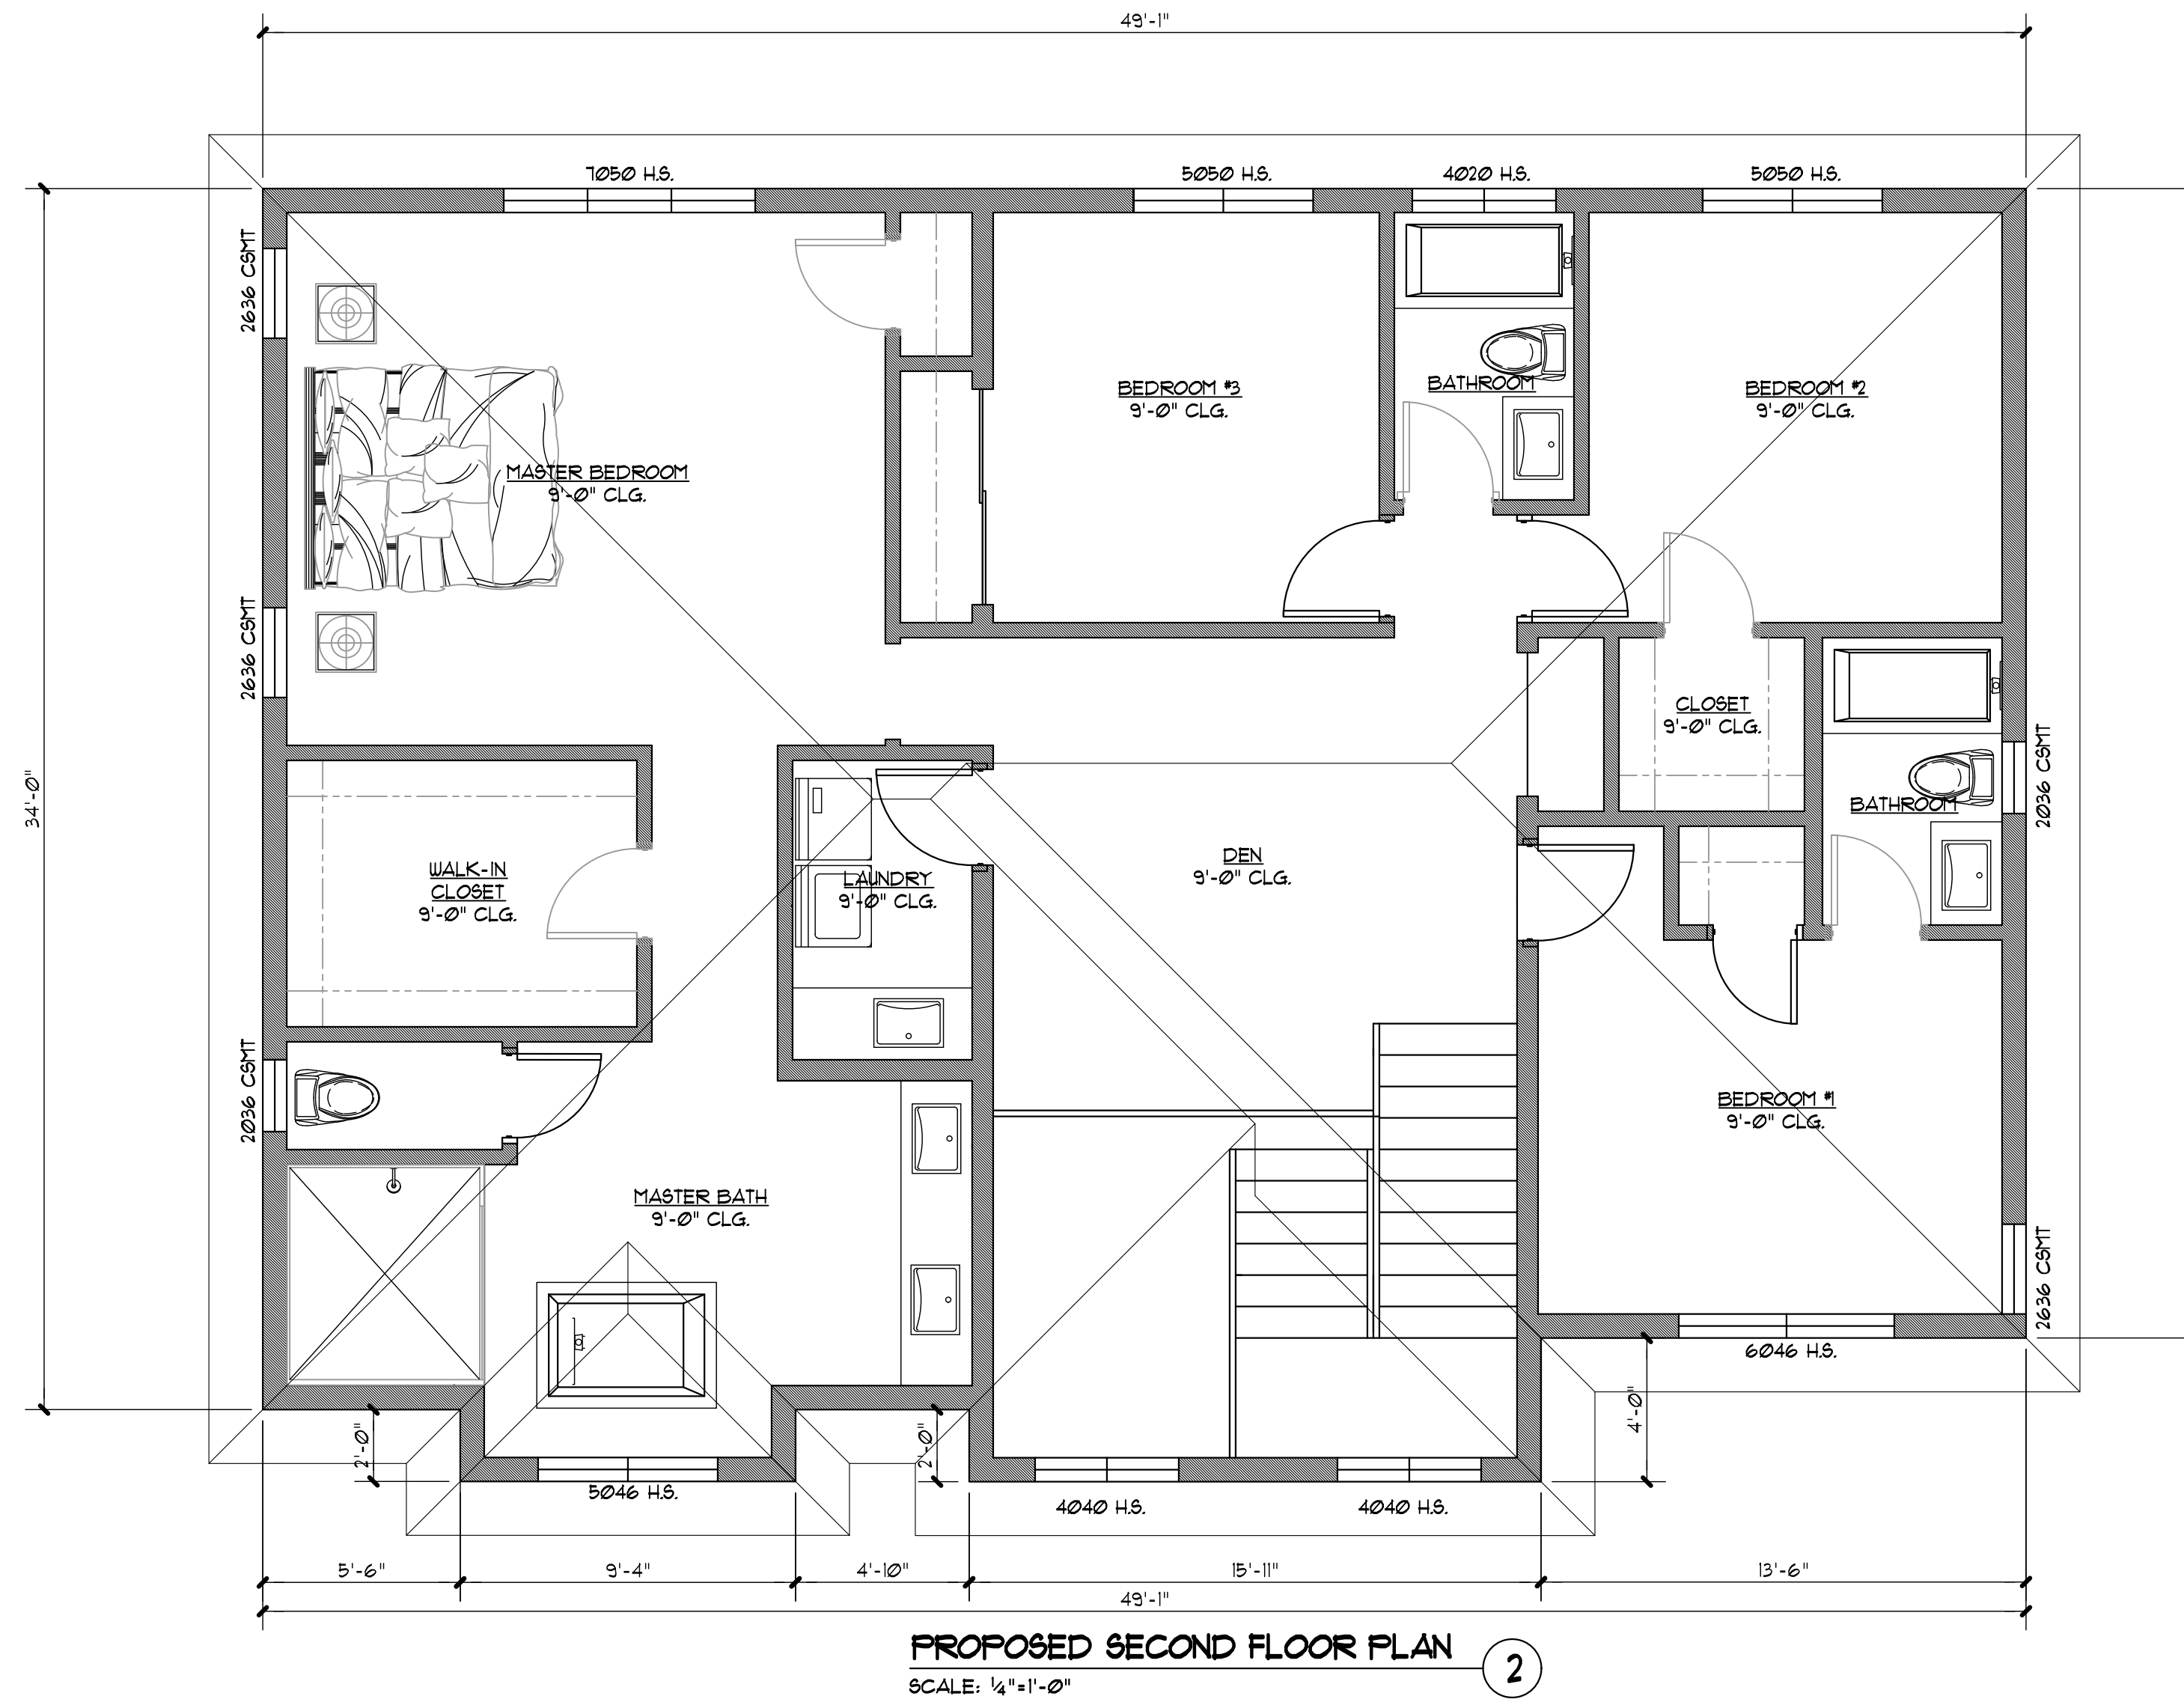 49'-1"
7050 H.S.
5050 H.S.
4020 H.S.
5050 H.S.
2636 CSMT
BEDROOM #3
9'-0" CLG.
BATHROOM
BEDROOM #2
9'-0" CLG.
MASTER BEDROOM
9'-0" CLG.
2636 CSMT
CLOSET
9'-0" CLG.
34'-0"
2036 CSMT
BATHROOM
WALK-IN
CLOSET
9'-0" CLG.
LAUNDRY
9'-0" CLG.
DEN
9'-0" CLG.
2036 CSMT
BEDROOM #1
9'-0" CLG.
MASTER BATH
9'-0" CLG.
2636 CSMT
6046 H.S.
4'-0"
2'-0"
2'-0"
5046 H.S.
4040 H.S.
4040 H.S.
5'-6"
9'-4"
4'-10"
15'-11"
13'-6"
49'-1"
PROPOSED SECOND FLOOR PLAN
2
SCALE: 1/4"=1'-0"